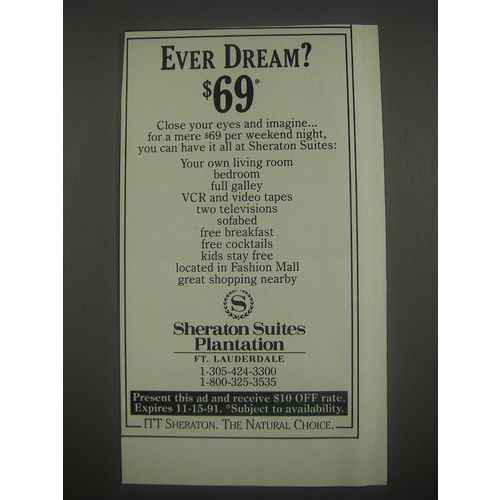 EVER DREAM?
$69*
Close your eyes and imagine...
for a mere $69 per weekend night,
you can have it all at Sheraton Suites:
Your own living room
bedroom
full galley
VCR and video tapes
two televisions
sofabed
free breakfast
free cocktails
kids stay free
located in Fashion Mall
great shopping nearby
S
Sheraton Suites
Plantation
FT. LAUDERDALE
1-305-424-3300
1-800-325-3535
Present this ad and receive $10 OFF rate.
Expires 11-15-91. *Subject to availability.
ITT SHERATON. THE NATURAL CHOICE.